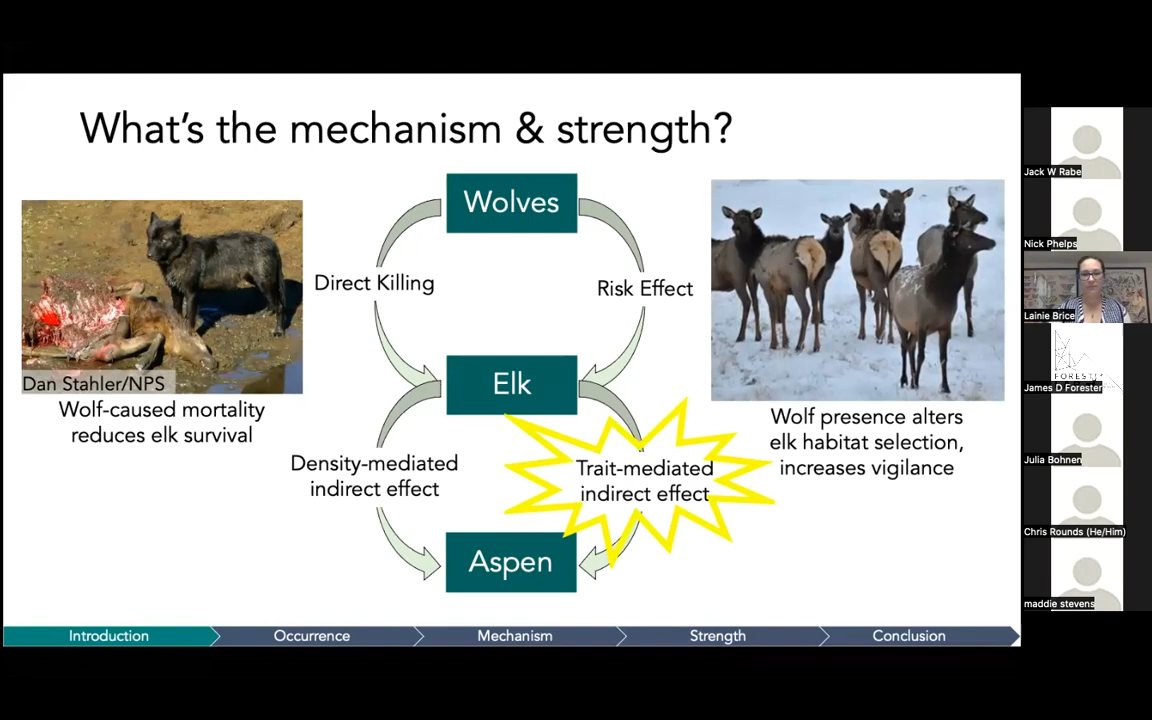 What's the mechanism & strength?
Wolves
Direct Killing
Risk Effect
Dan Stahler/NPS
Wolf-caused mortality
reduces elk survival
Elk
Wolf presence alters
elk habitat selection,
increases vigilance
Density-mediated
indirect effect
Trait-mediated
indirect effect
Aspen
Introduction
Occurrence
Mechanism
Strength
Conclusion
Jack W Rabe
Nick Phelps
Lainie Brice
FOREST
James D Forester
Julia Bohnen
Chris Rounds (He/Him)
maddie stevens